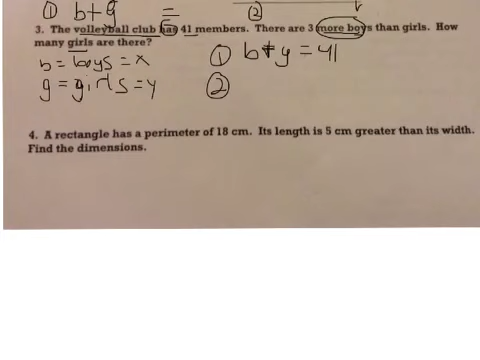 ① b+g =
②
3. The volleyball club has 41 members. There are 3 more boys than girls. How
many girls are there?
① b+y = 41
b = boys = x
g = girls = y
②
4. A rectangle has a perimeter of 18 cm. Its length is 5 cm greater than its width.
Find the dimensions.